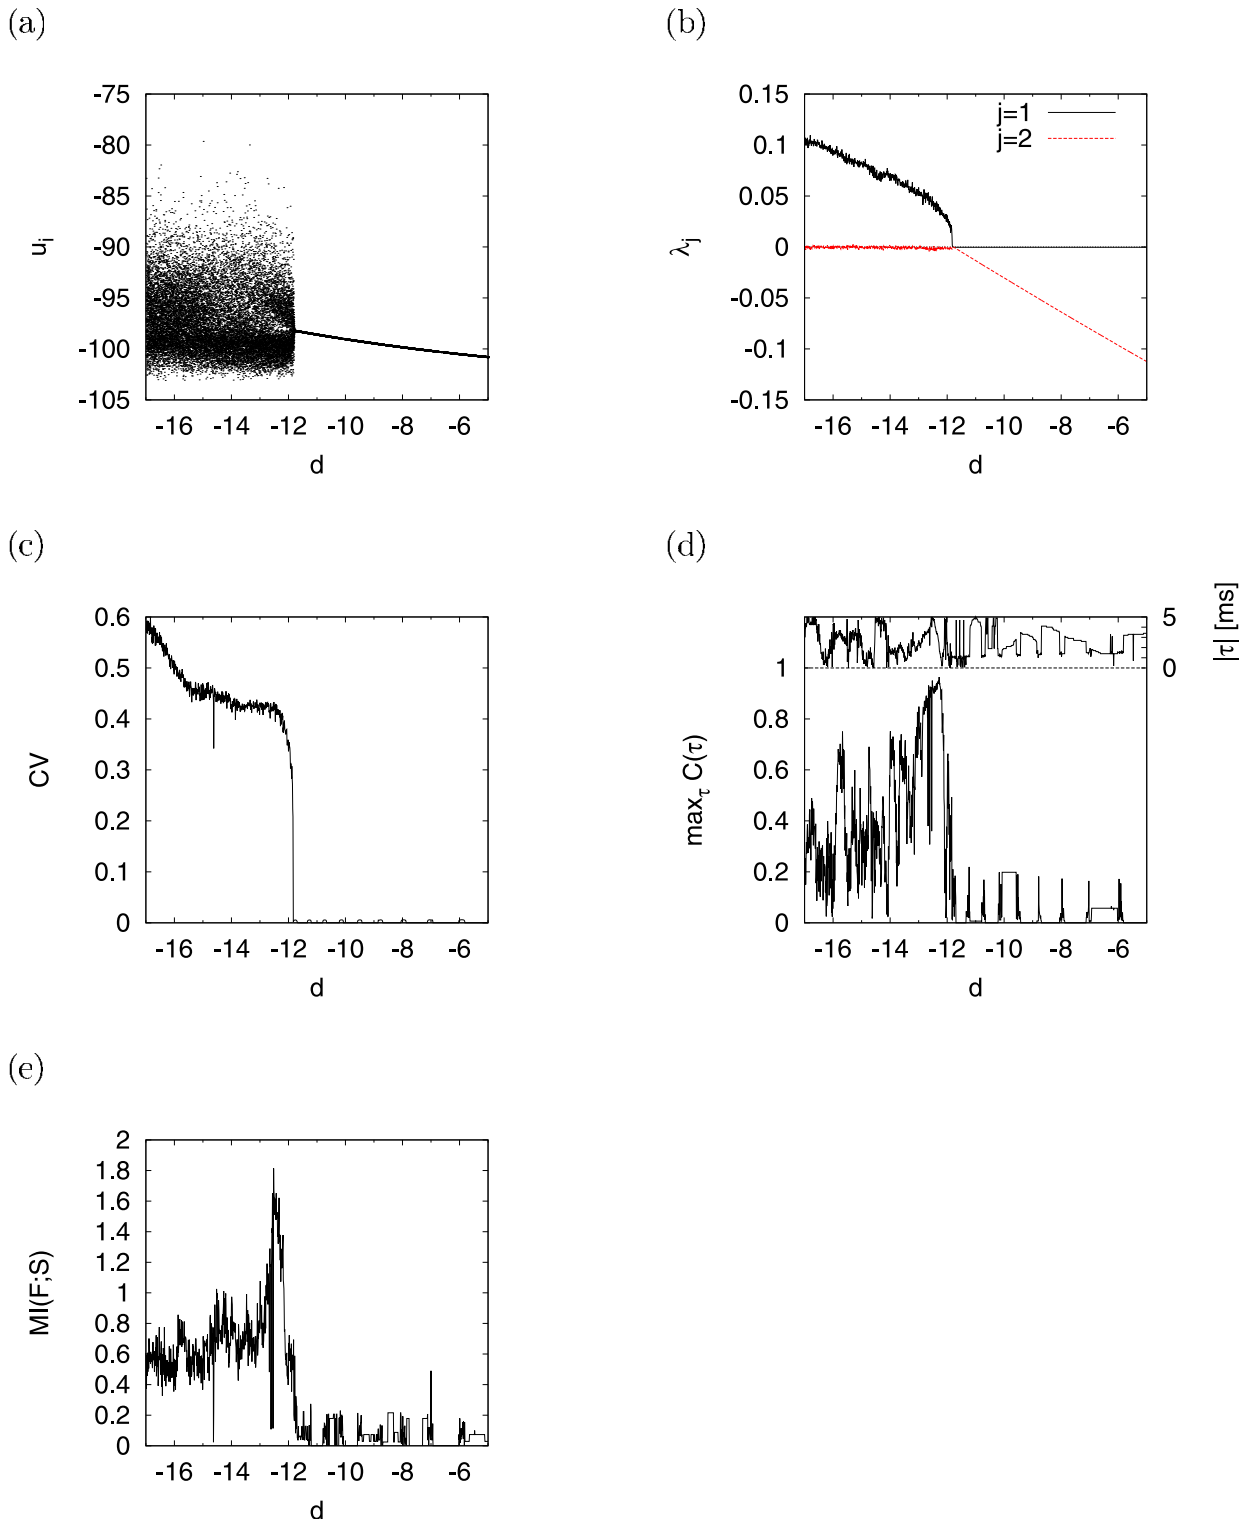 (a)
-75
-80
-85
-90
-95
-100
-105
u_i
-16 -14 -12 -10 -8 -6
d
(b)
0.15
0.1
0.05
0
-0.05
-0.1
-0.15
λ_j
j=1
j=2
-16 -14 -12 -10 -8 -6
d
(c)
0.6
0.5
0.4
0.3
0.2
0.1
0
CV
-16 -14 -12 -10 -8 -6
d
(d)
5
0
|τ| [ms]
1
0.8
0.6
0.4
0.2
0
max_τ C(τ)
-16 -14 -12 -10 -8 -6
d
(e)
2
1.8
1.6
1.4
1.2
1
0.8
0.6
0.4
0.2
0
MI(F;S)
-16 -14 -12 -10 -8 -6
d